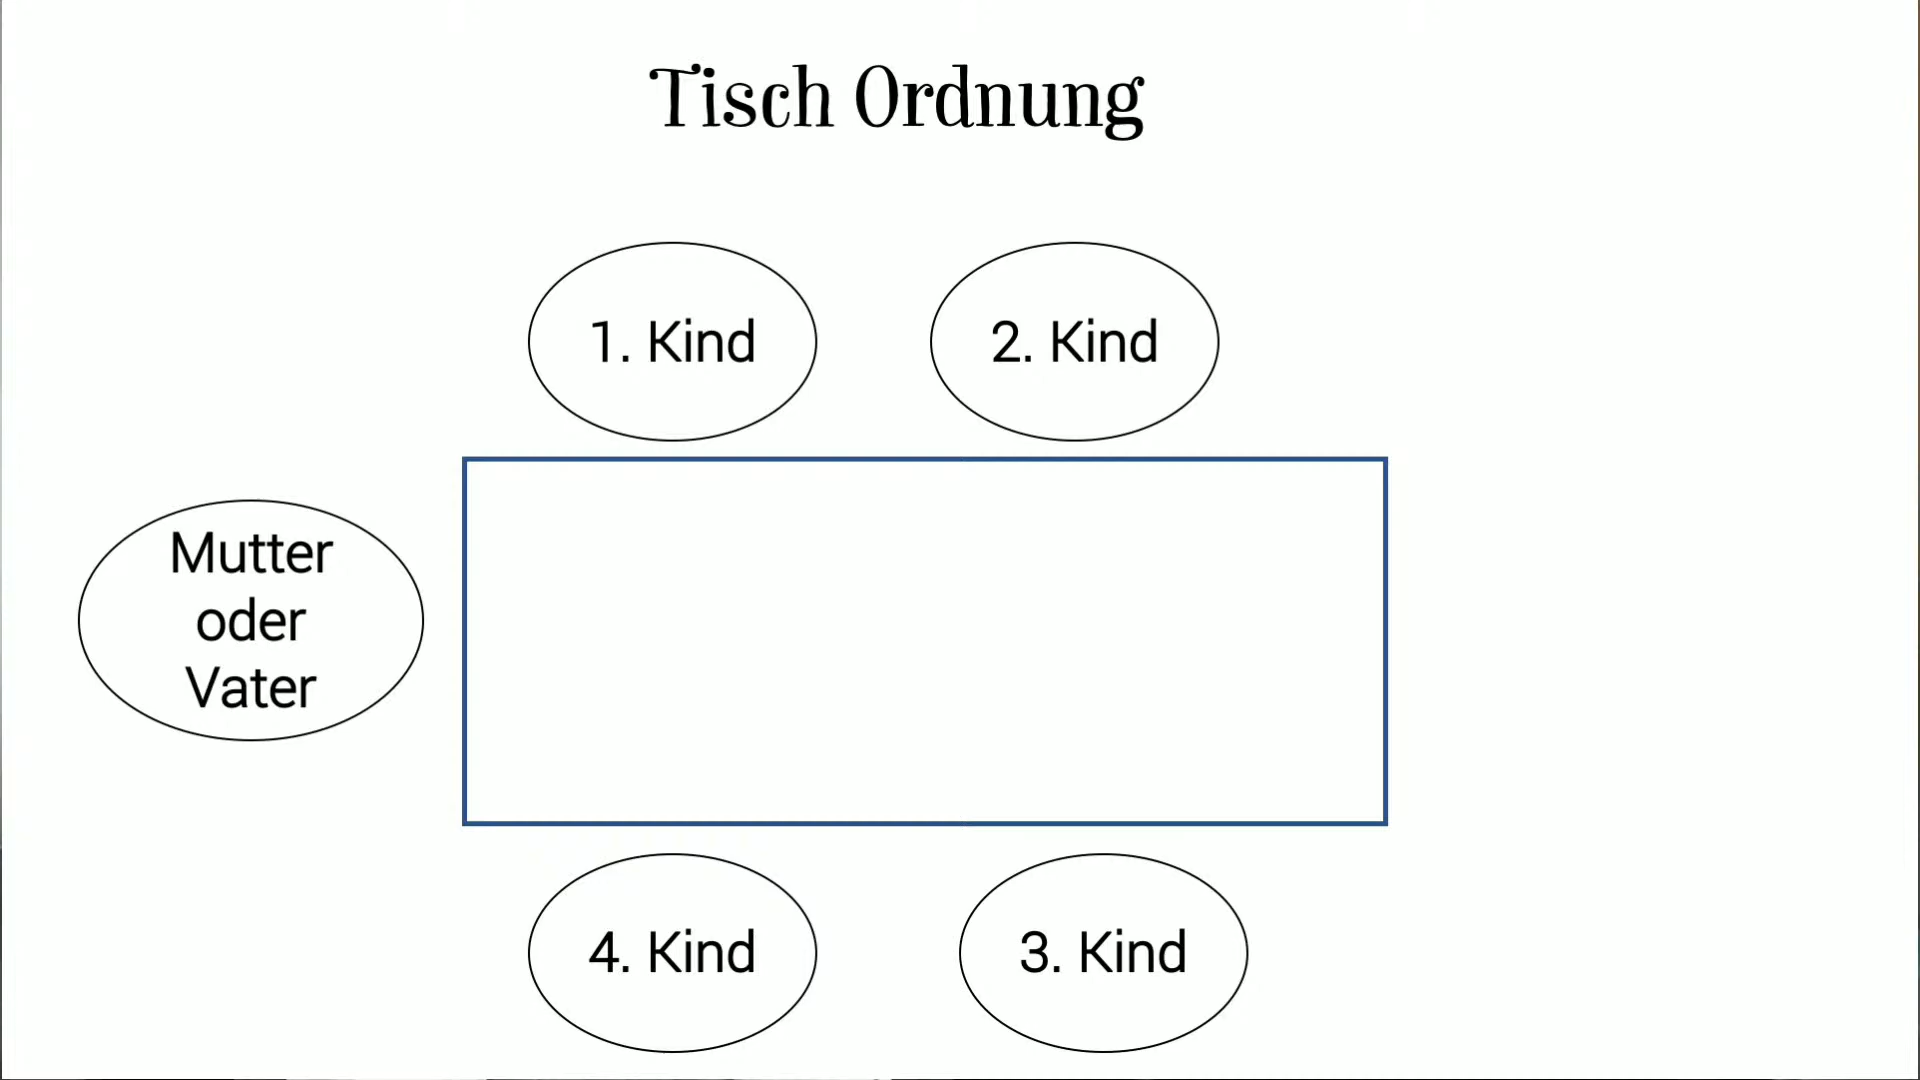 Tisch Ordnung
1. Kind
2. Kind
Mutter
oder
Vater
4. Kind
3. Kind